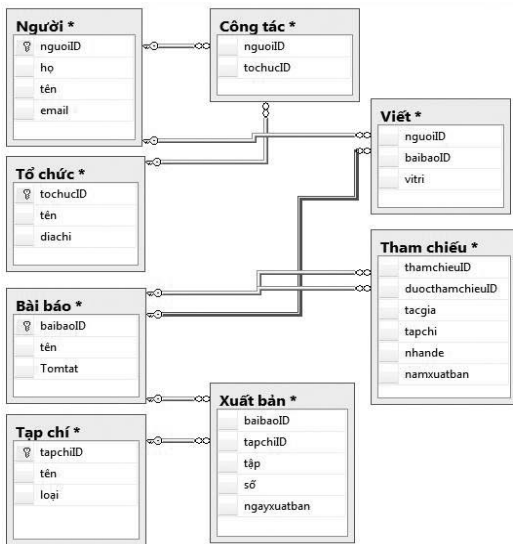 Người *
nguoiID
họ
tên
email
Công tác *
nguoiID
tochucID
Viết *
nguoiID
baibaoID
vitri
Tổ chức *
tochucID
tên
diachi
Tham chiếu *
thamchieuID
duocthamchieuID
tacgia
tapchi
nhande
namxuatban
Bài báo *
baibaoID
tên
Tomtat
Xuất bản *
baibaoID
tapchiID
tập
số
ngayxuatban
Tạp chí *
tapchiID
tên
loại